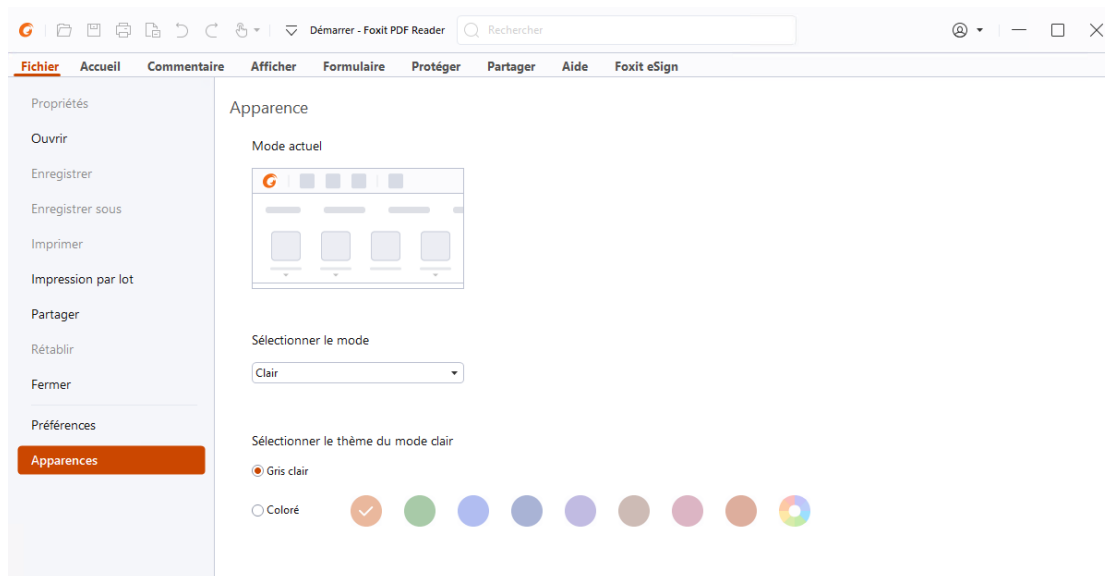 Démarrer - Foxit PDF Reader
Rechercher
Fichier Accueil Commentaire Afficher Formulaire Protéger Partager Aide Foxit eSign
Propriétés
Ouvrir
Enregistrer
Enregistrer sous
Imprimer
Impression par lot
Partager
Rétablir
Fermer
Préférences
Apparences
Apparence
Mode actuel
Sélectionner le mode
Clair
Sélectionner le thème du mode clair
Gris clair
Coloré